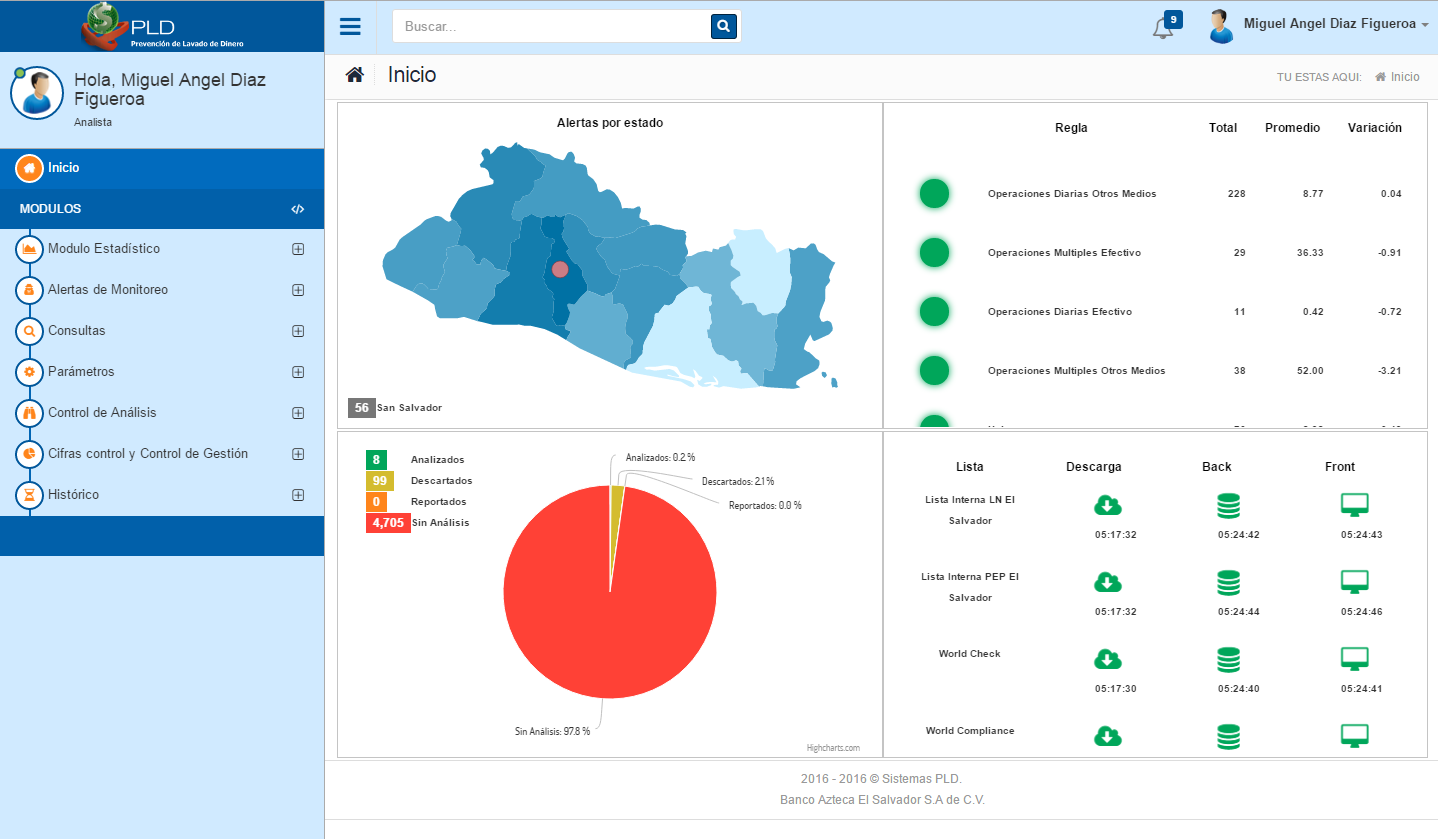 PLD
Prevención de Lavado de Dinero
Buscar...
9
Miguel Angel Diaz Figueroa
Hola, Miguel Angel Diaz
Figueroa
Analista
Inicio
TU ESTAS AQUI: Inicio
Inicio
MODULOS
Modulo Estadístico
Alertas de Monitoreo
Consultas
Parámetros
Control de Análisis
Cifras control y Control de Gestión
Histórico
Alertas por estado
56 San Salvador
Regla Total Promedio Variación
Operaciones Diarias Otros Medios 228 8.77 0.04
Operaciones Multiples Efectivo 29 36.33 -0.91
Operaciones Diarias Efectivo 11 0.42 -0.72
Operaciones Multiples Otros Medios 38 52.00 -3.21
8 Analizados
99 Descartados
0 Reportados
4,705 Sin Análisis
Analizados: 0.2 %
Descartados: 2.1 %
Reportados: 0.0 %
Sin Análisis: 97.8 %
Highcharts.com
Lista Descarga Back Front
Lista Interna LN El
Salvador
05:17:32 05:24:42 05:24:43
Lista Interna PEP El
Salvador
05:17:32 05:24:44 05:24:46
World Check
05:17:30 05:24:40 05:24:41
World Compliance
2016 - 2016 © Sistemas PLD.
Banco Azteca El Salvador S.A de C.V.